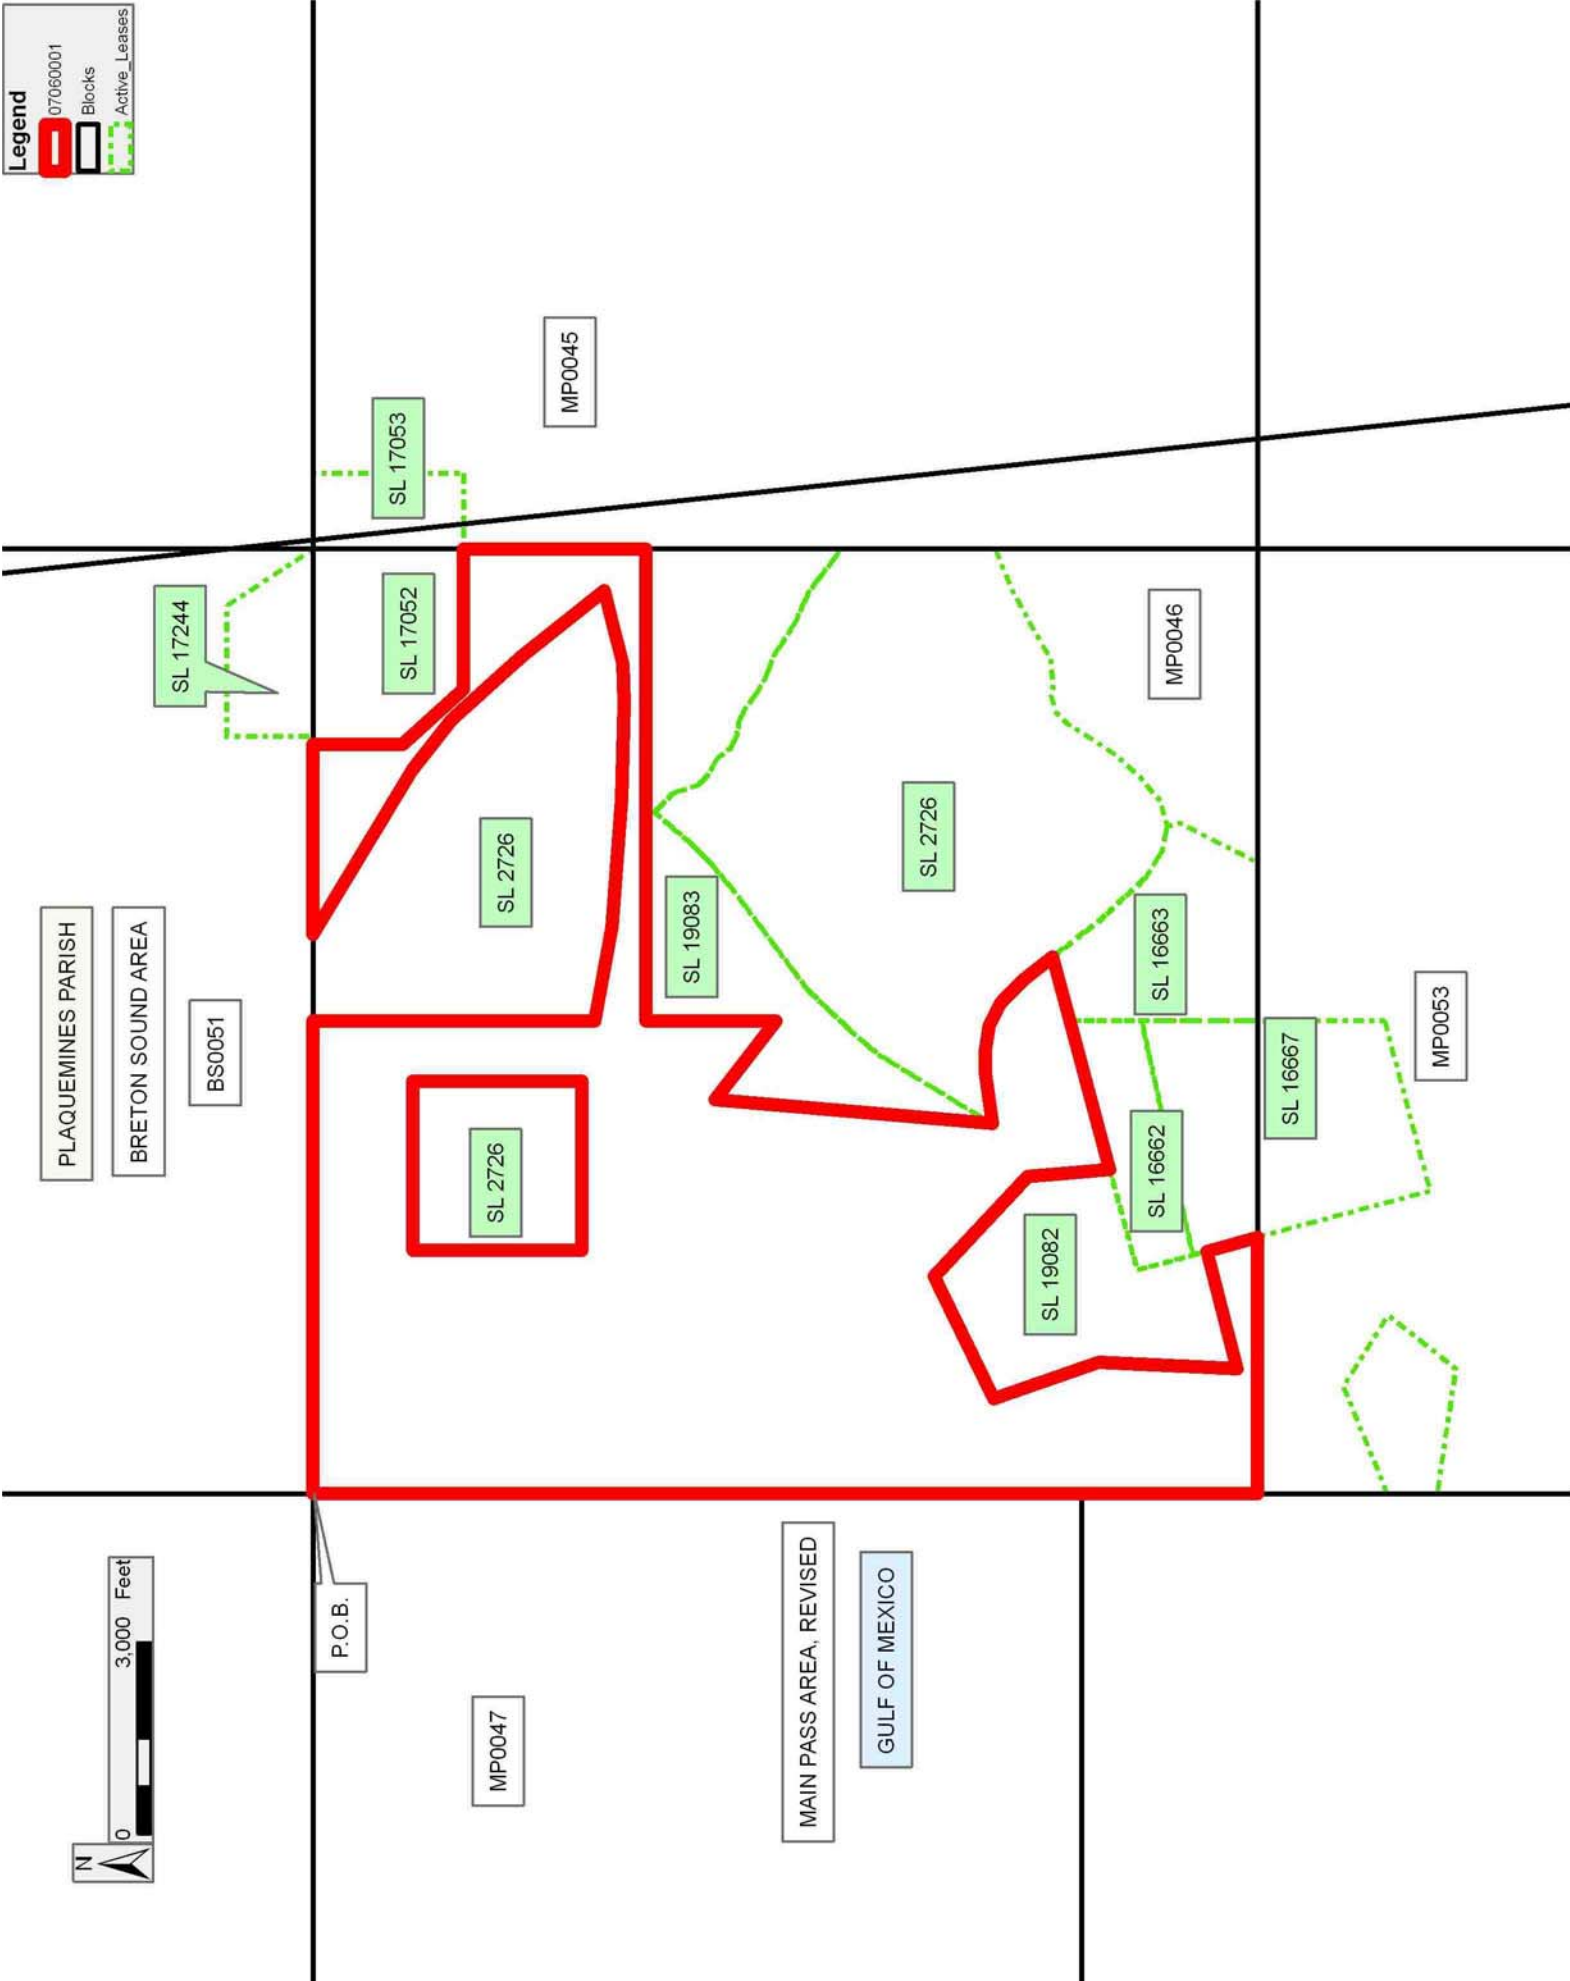 N
0
3,000 Feet
PLAQUEMINES PARISH
BRETON SOUND AREA
BS0051
SL 17244
Legend
07060001
Blocks
Active_Leases
P.O.B.
SL 17052
SL 17053
MP0047
SL 2726
SL 2726
MP0045
SL 19083
MAIN PASS AREA, REVISED
GULF OF MEXICO
SL 2726
SL 19082
SL 16662
SL 16663
MP0046
SL 16667
MP0053